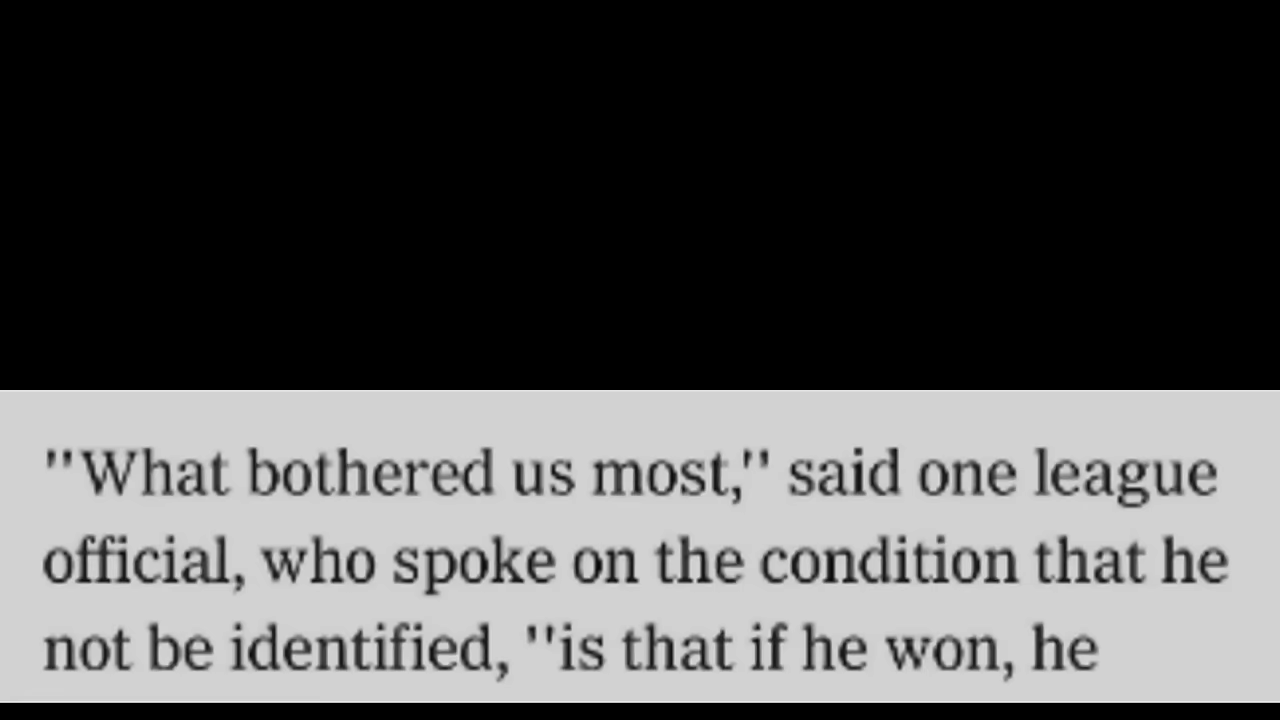 ''What bothered us most,'' said one league
official, who spoke on the condition that he
not be identified, ''is that if he won, he